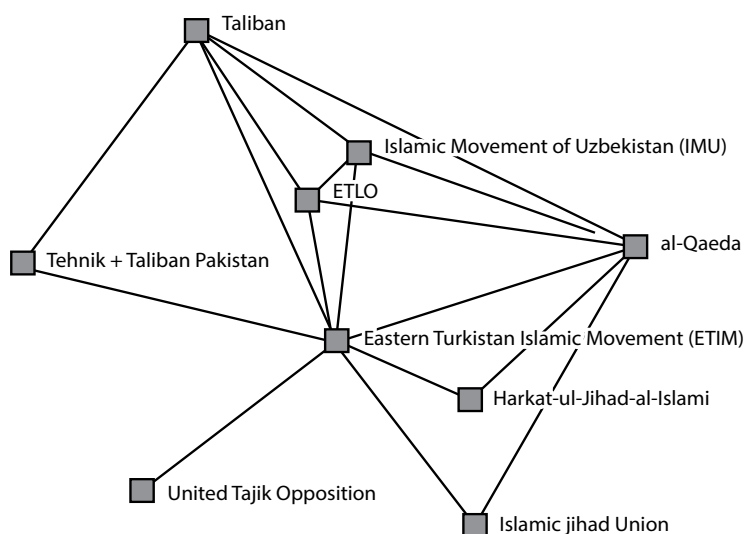 Taliban
Islamic Movement of Uzbekistan (IMU)
ETLO
al-Qaeda
Tehnik + Taliban Pakistan
Eastern Turkistan Islamic Movement (ETIM)
Harkat-ul-Jihad-al-Islami
United Tajik Opposition
Islamic jihad Union